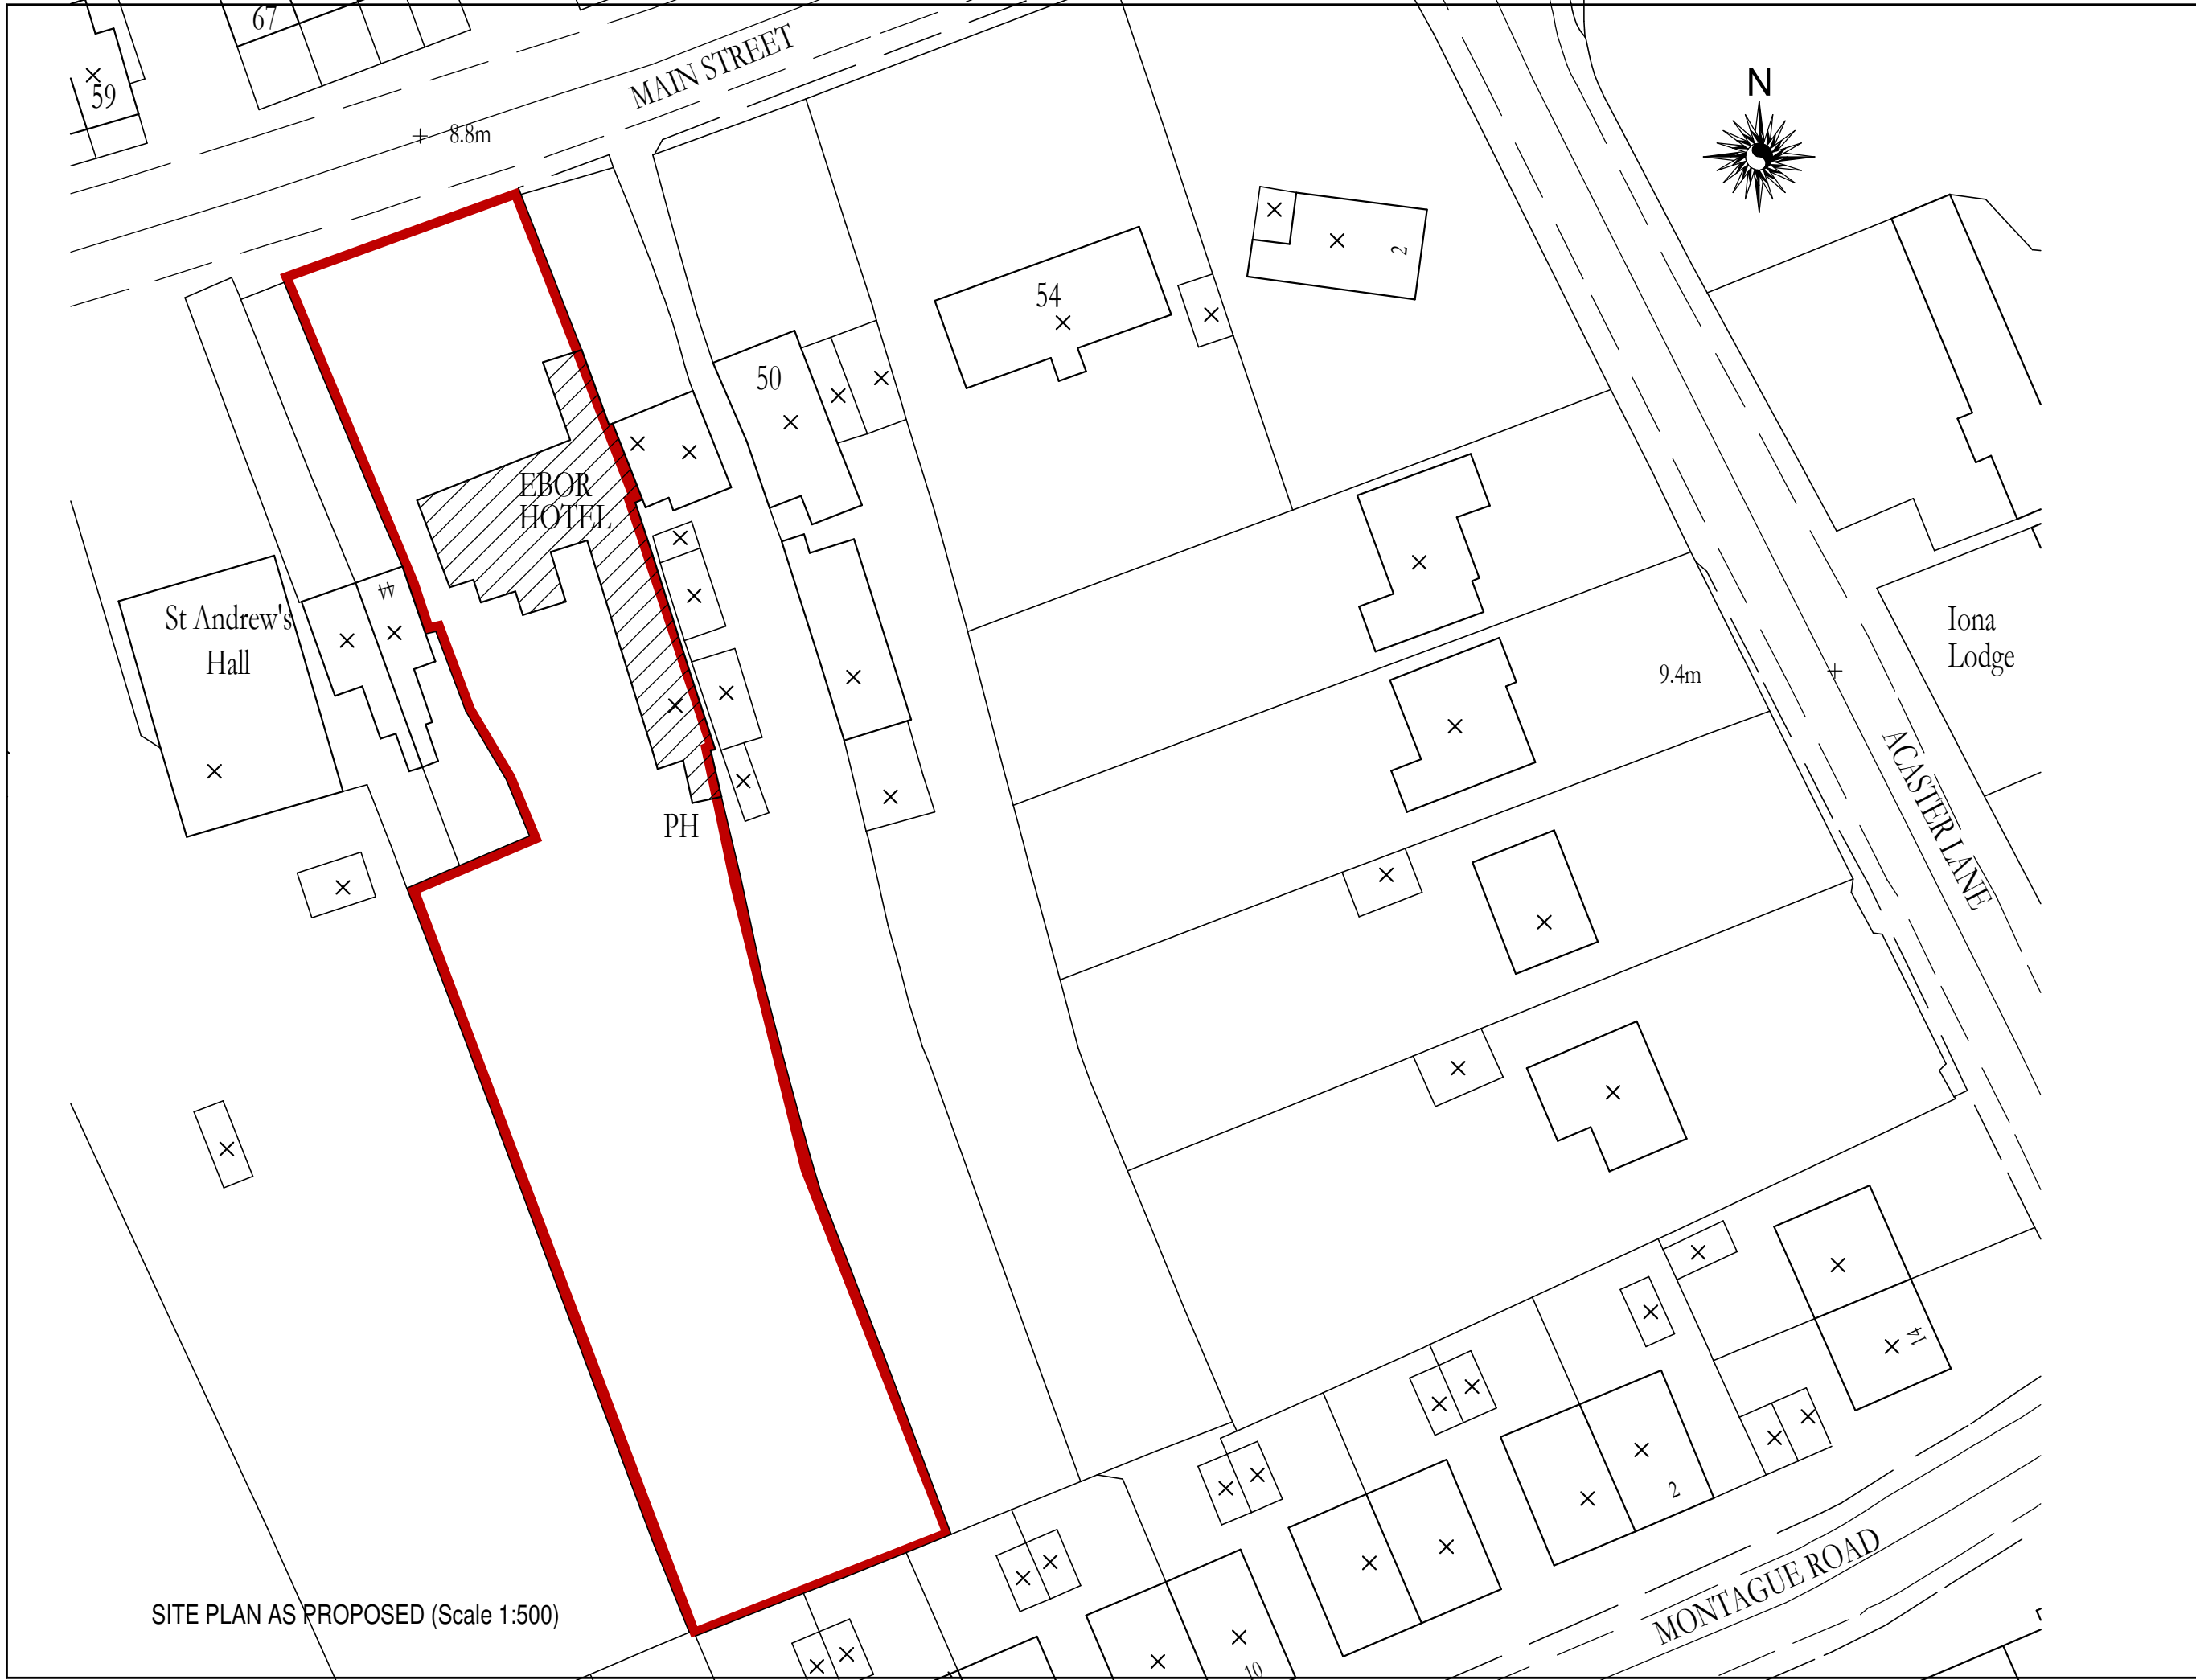 67
59
MAIN STREET
8.8m
N
2
54
50
EBOR
HOTEL
44
St Andrew's
Hall
Iona
Lodge
9.4m
ACASTER LANE
PH
14
2
MONTAGUE ROAD
SITE PLAN AS PROPOSED (Scale 1:500)
10